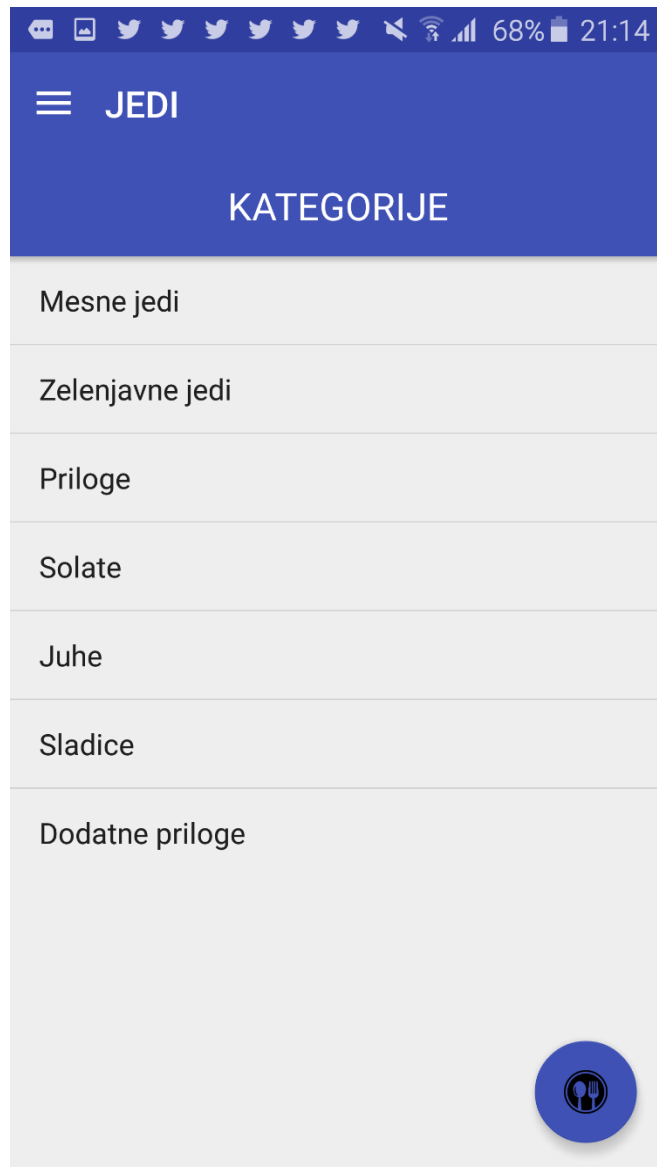 68% 21:14
JEDI
KATEGORIJE
Mesne jedi
Zelenjavne jedi
Priloge
Solate
Juhe
Sladice
Dodatne priloge